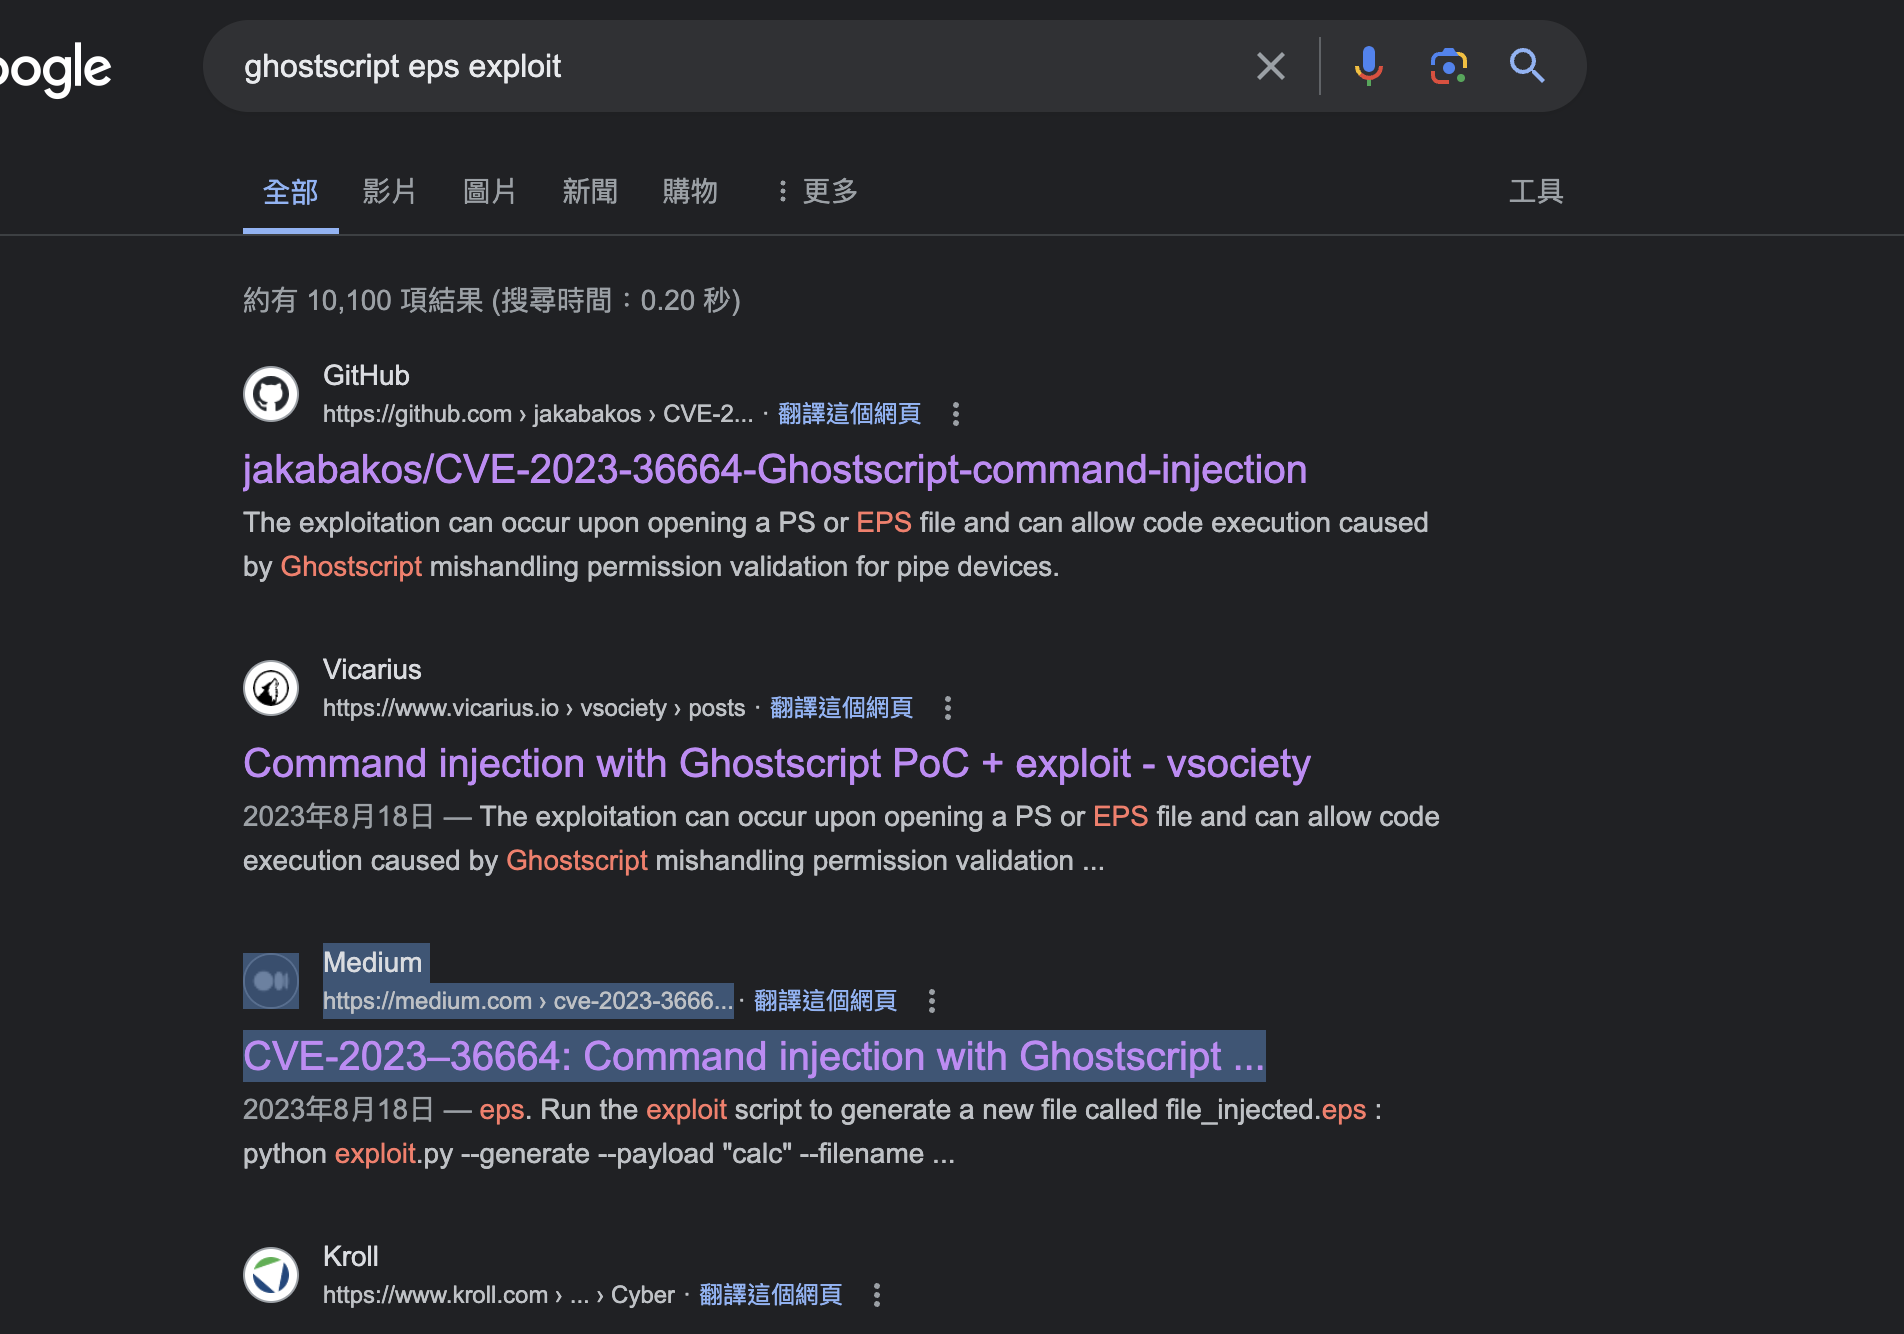 oogle
ghostscript eps exploit
全部 影片 圖片 新聞 購物 ⋮ 更多 工具
約有 10,100 項結果 (搜尋時間：0.20 秒)
GitHub
https://github.com › jakabakos › CVE-2... · 翻譯這個網頁
jakabakos/CVE-2023-36664-Ghostscript-command-injection
The exploitation can occur upon opening a PS or EPS file and can allow code execution caused
by Ghostscript mishandling permission validation for pipe devices.
Vicarius
https://www.vicarius.io › vsociety › posts · 翻譯這個網頁
Command injection with Ghostscript PoC + exploit - vsociety
2023年8月18日 — The exploitation can occur upon opening a PS or EPS file and can allow code
execution caused by Ghostscript mishandling permission validation ...
Medium
https://medium.com › cve-2023-3666... · 翻譯這個網頁
CVE-2023–36664: Command injection with Ghostscript ...
2023年8月18日 — eps. Run the exploit script to generate a new file called file_injected.eps :
python exploit.py --generate --payload "calc" --filename ...
Kroll
https://www.kroll.com › ... › Cyber · 翻譯這個網頁